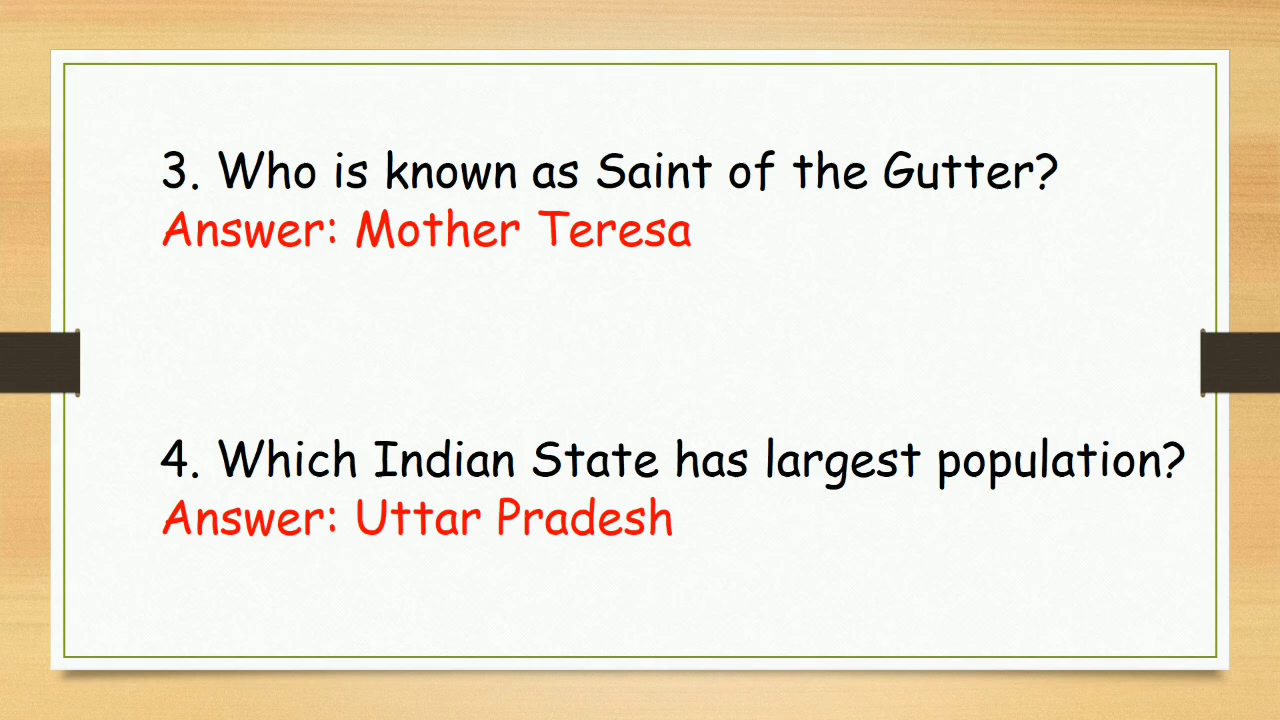 3. Who is known as Saint of the Gutter?
Answer: Mother Teresa
4. Which Indian State has largest population?
Answer: Uttar Pradesh